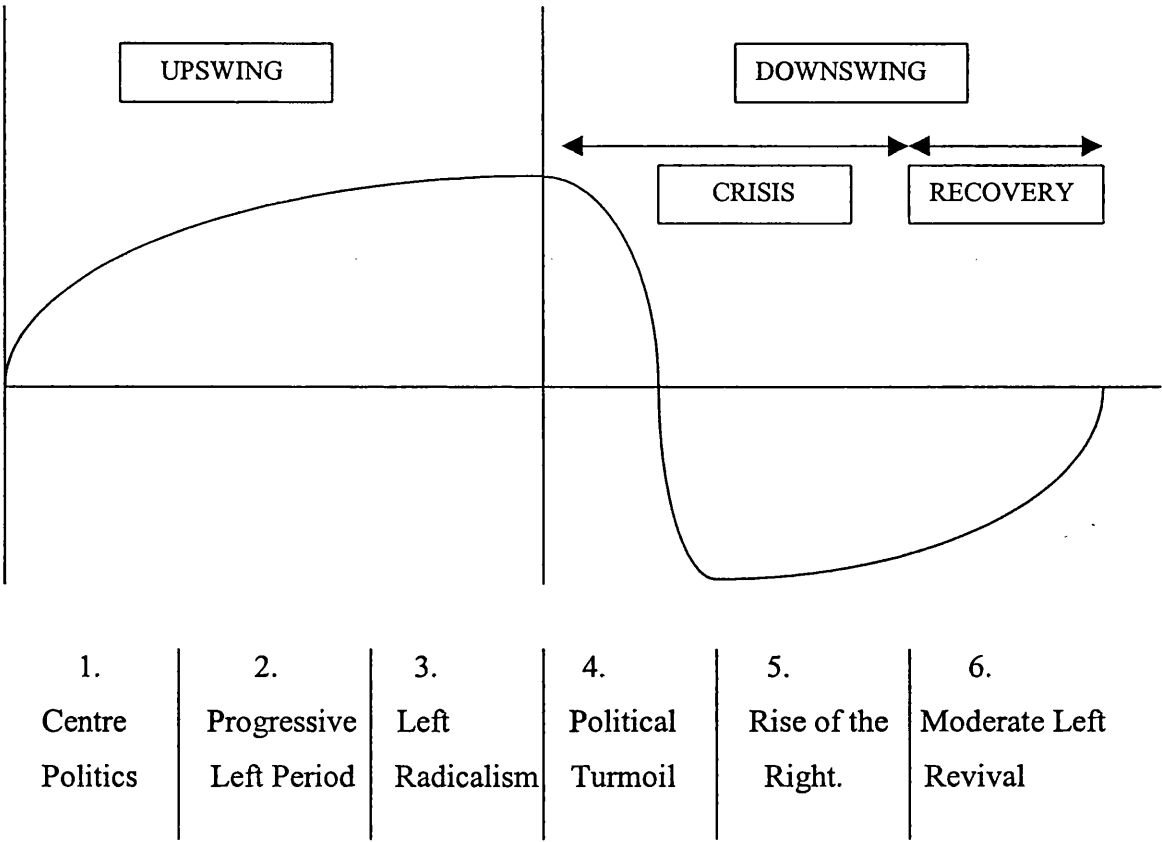 UPSWING
DOWNSWING
CRISIS
RECOVERY
1.
Centre
Politics
2.
Progressive
Left Period
3.
Left
Radicalism
4.
Political
Turmoil
5.
Rise of the
Right.
6.
Moderate Left
Revival